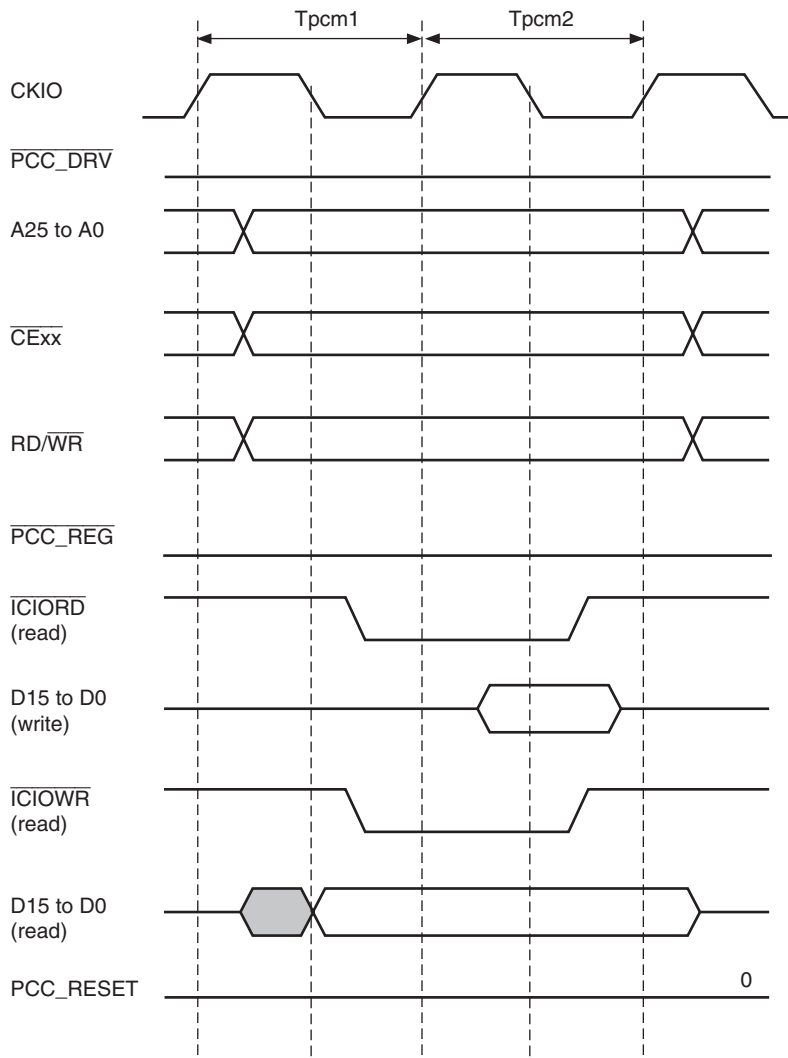 Tpcm1 Tpcm2
CKIO
PCC_DRV
A25 to A0
CExx
RD/WR
PCC_REG
ICIORD
(read)
D15 to D0
(write)
ICIOWR
(read)
D15 to D0
(read)
PCC_RESET 0